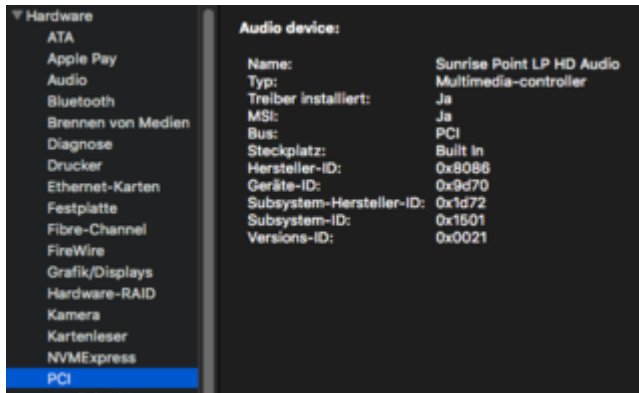 Hardware
ATA
Apple Pay
Audio
Bluetooth
Brennen von Medien
Diagnose
Drucker
Ethernet-Karten
Festplatte
Fibre-Channel
FireWire
Grafik/Displays
Hardware-RAID
Kamera
Kartenleser
NVMExpress
PCI
Audio device:
Name: Sunrise Point LP HD Audio
Typ: Multimedia-controller
Treiber installiert: Ja
MSI: Ja
Bus: PCI
Steckplatz: Built In
Hersteller-ID: 0x8086
Geräte-ID: 0x9d70
Subsystem-Hersteller-ID: 0x1d72
Subsystem-ID: 0x1501
Versions-ID: 0x0021